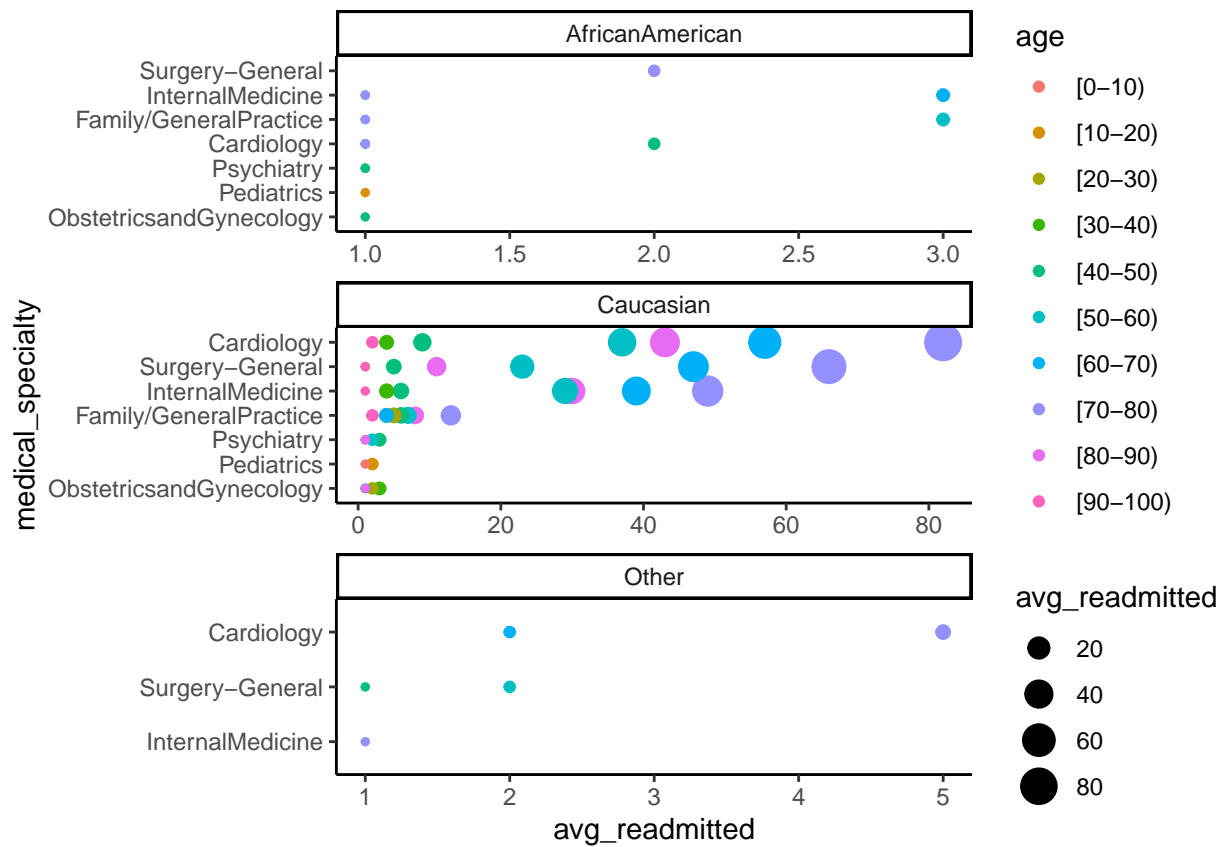 AfricanAmerican
Surgery−General
InternalMedicine
Family/GeneralPractice
Cardiology
Psychiatry
Pediatrics
ObstetricsandGynecology
1.0 1.5 2.0 2.5 3.0
Caucasian
Cardiology
Surgery−General
InternalMedicine
Family/GeneralPractice
Psychiatry
Pediatrics
ObstetricsandGynecology
0 20 40 60 80
Other
Cardiology
Surgery−General
InternalMedicine
1 2 3 4 5
avg_readmitted
medical_specialty
age
[0−10)
[10−20)
[20−30)
[30−40)
[40−50)
[50−60)
[60−70)
[70−80)
[80−90)
[90−100)
avg_readmitted
20
40
60
80